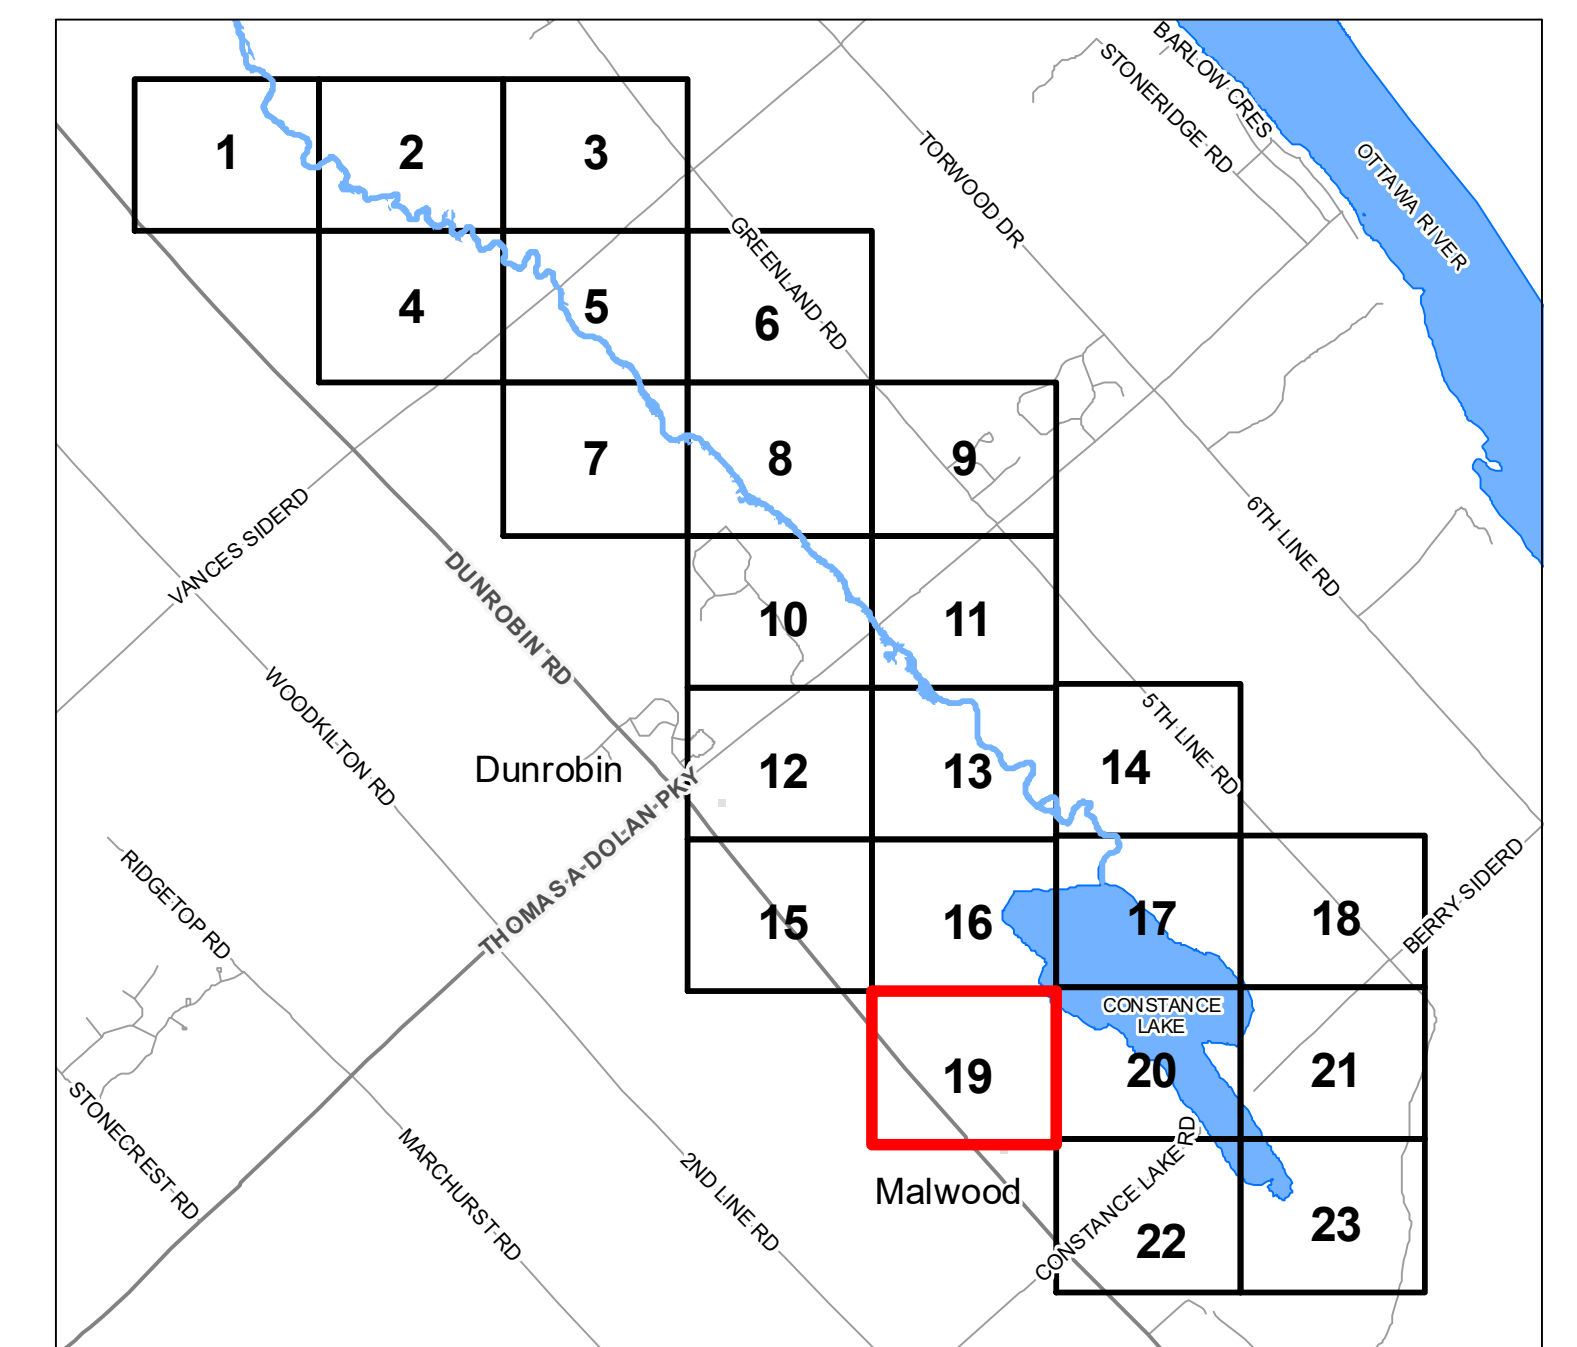 BARLOW CRES
STONERIDGE RD
OTTAWA RIVER
TORWOOD DR
1
2
3
GREENLAND RD
4
5
6
7
8
9
VANCES SIDERD
DUNROBIN RD
6TH LINE RD
10
11
WOODKILTON RD
5TH LINE RD
Dunrobin
12
13
14
THOMAS A DOLAN PKY
RIDGETOP RD
BERRY SIDERD
15
16
17
18
CONSTANCE
LAKE
19
20
21
STONECREST RD
MARCHURST RD
2ND LINE RD
Malwood
CONSTANCE LAKE RD
22
23